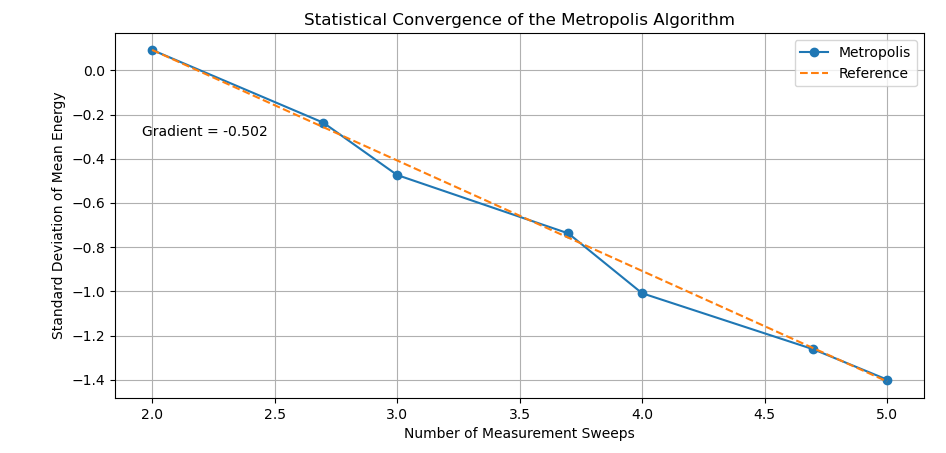 Statistical Convergence of the Metropolis Algorithm
Standard Deviation of Mean Energy
0.0
−0.2
−0.4
−0.6
−0.8
−1.0
−1.2
−1.4
Metropolis
Reference
Gradient = -0.502
2.0 2.5 3.0 3.5 4.0 4.5 5.0
Number of Measurement Sweeps